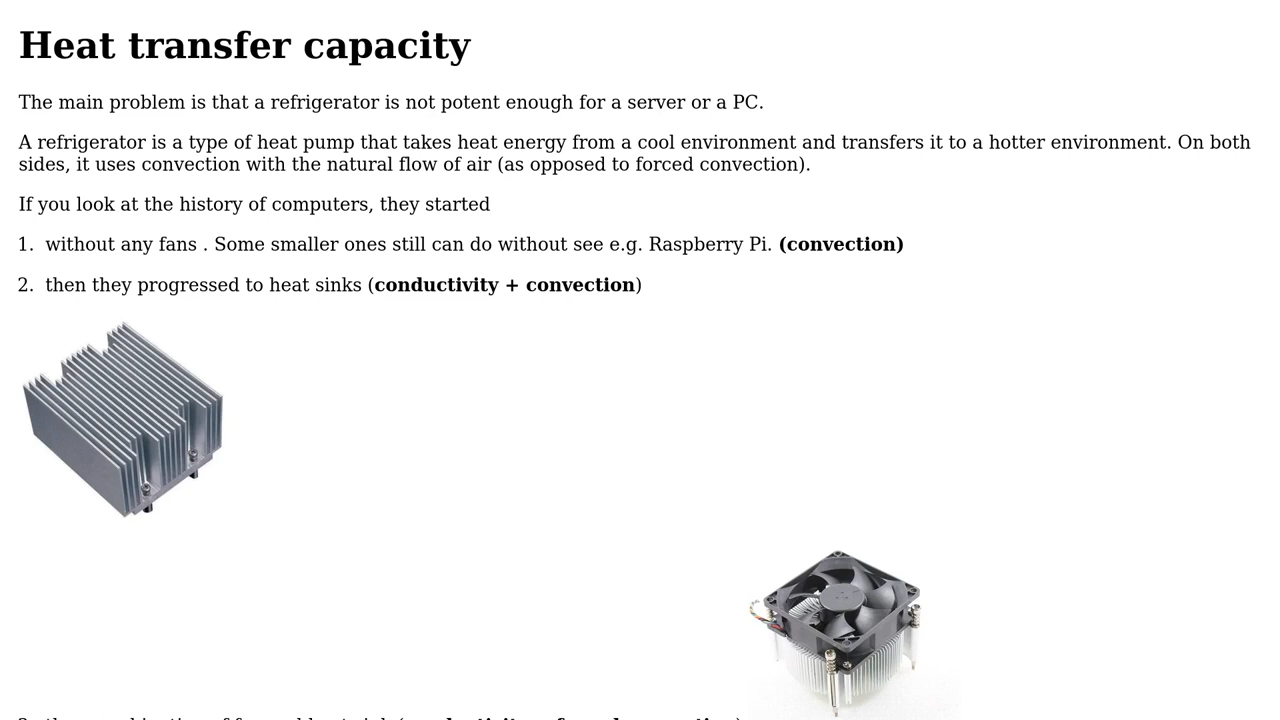 Heat transfer capacity
The main problem is that a refrigerator is not potent enough for a server or a PC.
A refrigerator is a type of heat pump that takes heat energy from a cool environment and transfers it to a hotter environment. On both
sides, it uses convection with the natural flow of air (as opposed to forced convection).
If you look at the history of computers, they started
1. without any fans . Some smaller ones still can do without see e.g. Raspberry Pi. (convection)
2. then they progressed to heat sinks (conductivity + convection)